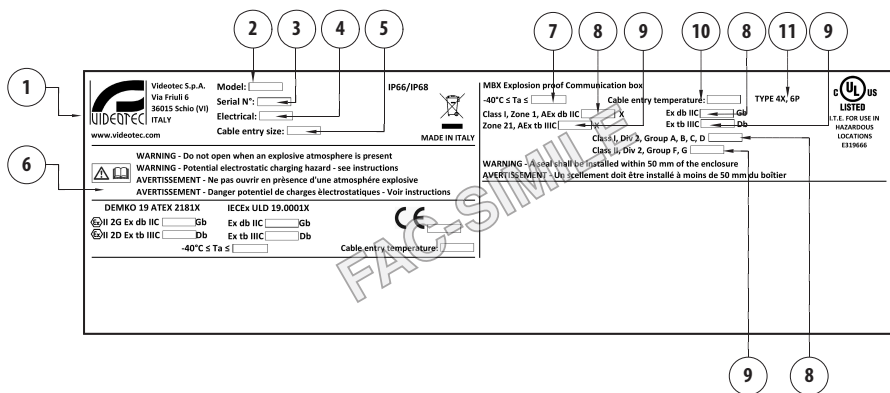 2
3
4
5
7
8
10
8
11
9
1
VIDEOTEC
Videotec S.p.A.
Via Friuli 6
36015 Schio (VI)
ITALY
www.videotec.com
Model:
Serial N°:
Electrical:
Cable entry size:
IP66/IP68
MADE IN ITALY
6
WARNING - Do not open when an explosive atmosphere is present
WARNING - Potential electrostatic charging hazard - see instructions
AVERTISSEMENT - Ne pas ouvrir en présence d'une atmosphére explosive
AVERTISSEMENT - Danger potentiel de charges èlectrostatiques - Voir instructions
DEMKO 19 ATEX 2181X
IECEx ULD 19.0001X
Ex II 2G Ex db IIC Gb
Ex db IIC Gb
Ex II 2D Ex tb IIIC Db
Ex tb IIIC Db
-40°C ≤ Ta ≤
Cable entry temperature:
CE
MBX Explosion proof Communication box
-40°C ≤ Ta ≤
Cable entry temperature:
TYPE 4X, 6P
Class I, Zone 1, AEx db IIC X
Ex db IIC Gb
Zone 21, AEx tb IIIC X
Ex tb IIIC Db
Class I, Div 2, Group A, B, C, D
Class II, Div 2, Group F, G
WARNING - A seal shall be installed within 50 mm of the enclosure
AVERTISSEMENT - Un scellement doit être installé à moins de 50 mm du boîtier
C UL US
LISTED
I.T.E. FOR USE IN
HAZARDOUS
LOCATIONS
E319666
FAC-SIMILE
9
8